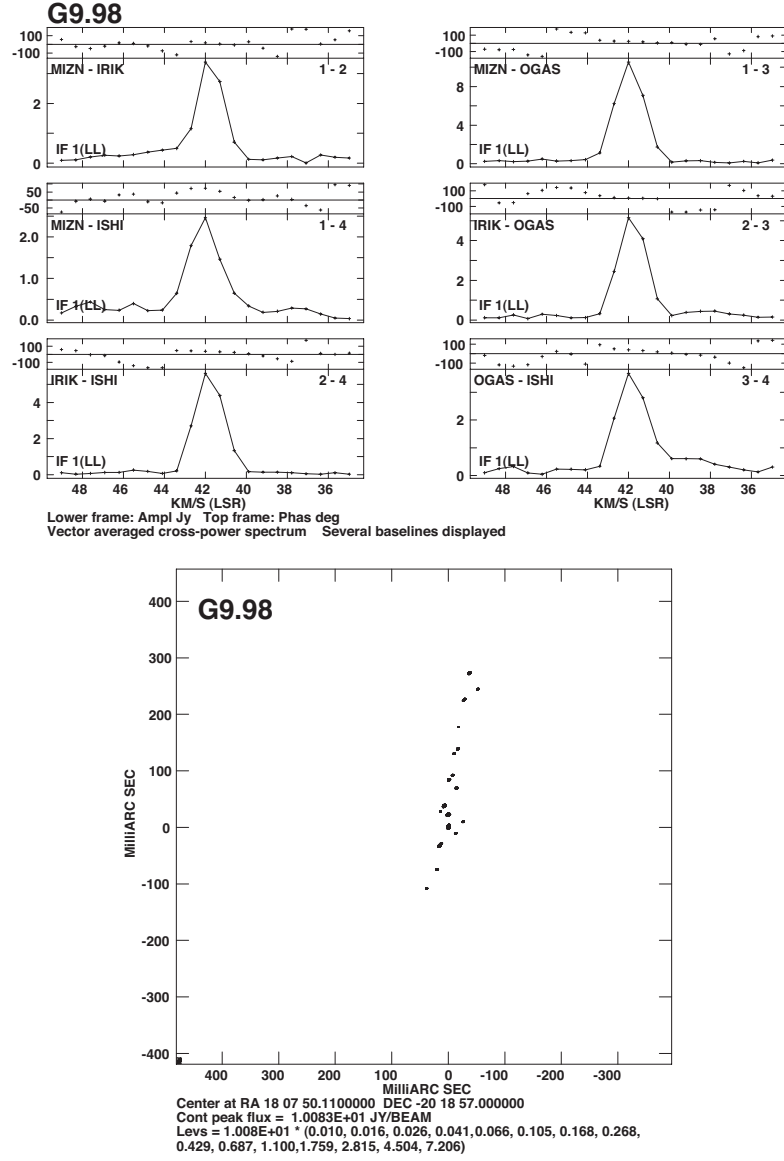 G9.98
100
-100
MIZN - IRIK 1 - 2
2
IF 1(LL)
0
100
-100
MIZN - OGAS 1 - 3
8
4
IF 1(LL)
0
50
-50
MIZN - ISHI 1 - 4
2.0
1.0
IF 1(LL)
0.0
100
-100
IRIK - OGAS 2 - 3
4
2
IF 1(LL)
0
100
-100
IRIK - ISHI 2 - 4
4
2
IF 1(LL)
0
48 46 44 42 40 38 36
KM/S (LSR)
100
-100
OGAS - ISHI 3 - 4
2
IF 1(LL)
0
48 46 44 42 40 38 36
KM/S (LSR)
Lower frame: Ampl Jy Top frame: Phas deg
Vector averaged cross-power spectrum Several baselines displayed
G9.98
MilliARC SEC
400
300
200
100
0
-100
-200
-300
-400
400 300 200 100 0 -100 -200 -300
MilliARC SEC
Center at RA 18 07 50.1100000 DEC -20 18 57.000000
Cont peak flux = 1.0083E+01 JY/BEAM
Levs = 1.008E+01 * (0.010, 0.016, 0.026, 0.041,0.066, 0.105, 0.168, 0.268,
0.429, 0.687, 1.100,1.759, 2.815, 4.504, 7.206)